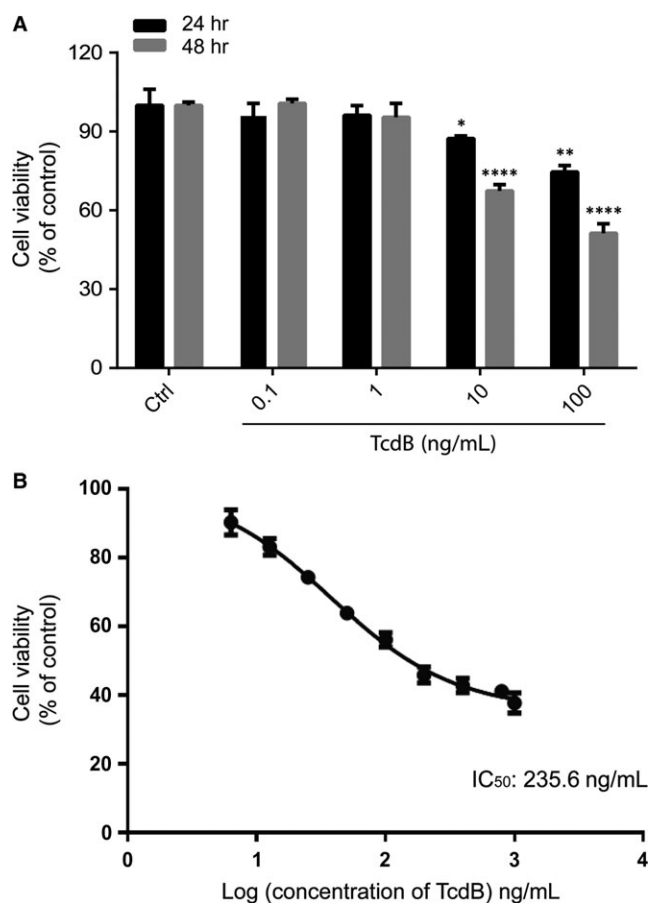 A
24 hr
48 hr
Cell viability
(% of control)
120
90
60
30
0
*
****
**
****
Ctrl
0.1
1
10
100
TcdB (ng/mL)
B
Cell viability
(% of control)
100
80
60
40
20
0
IC50: 235.6 ng/mL
0
1
2
3
4
Log (concentration of TcdB) ng/mL